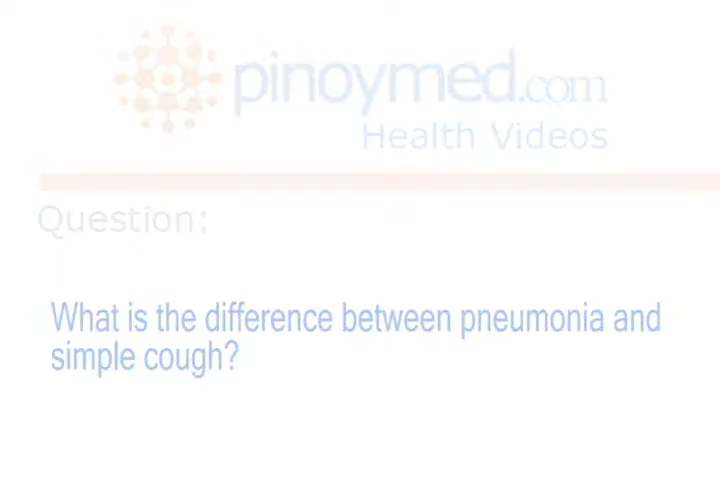 pinoymed.com
Health Videos
Question:
What is the difference between pneumonia and
simple cough?